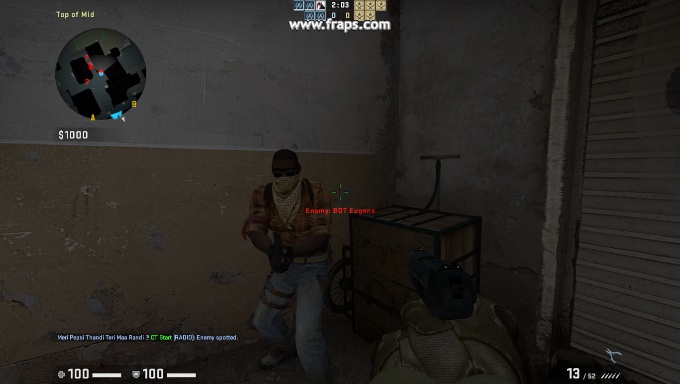 Top of Mid
2:03
0 0
www.fraps.com
B
A
$1000
Enemy: BOT Eugene
Meri Pepsi Thandi Teri Maa Randi ? CT Start (RADIO): Enemy spotted.
100 100 13 / 52